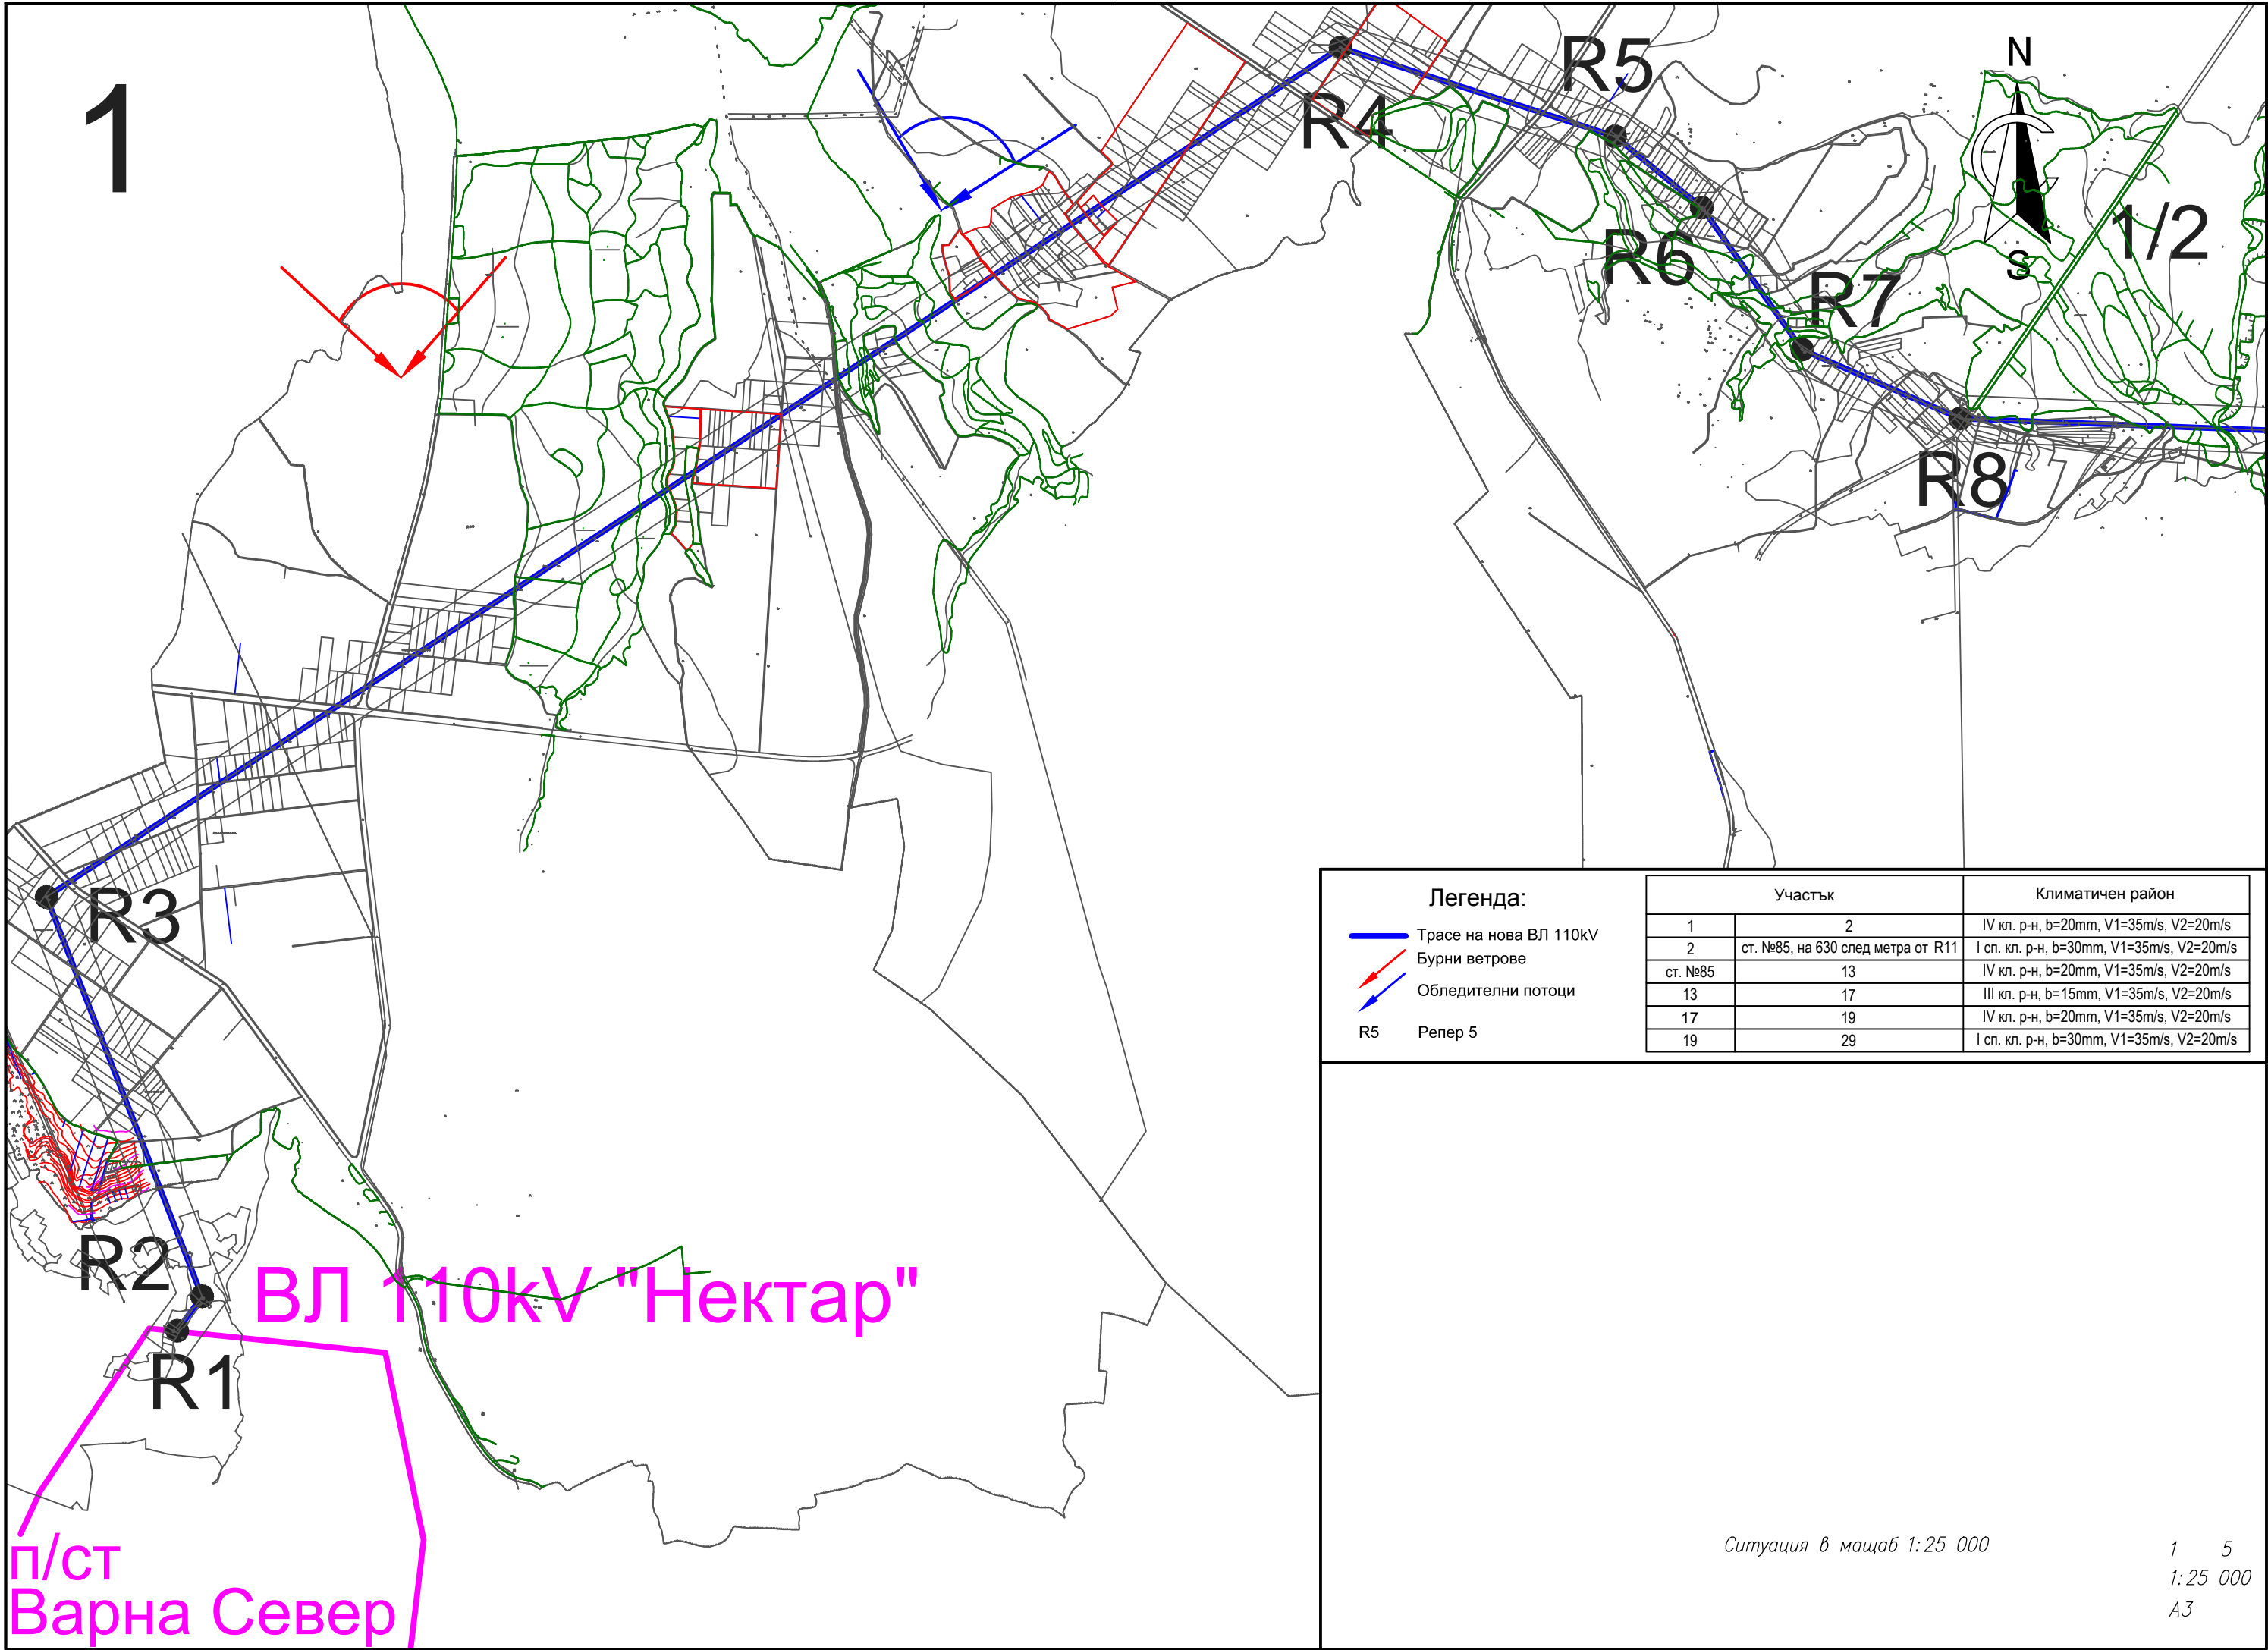 1
R5
N
R4
1/2
R6
S
R7
R8
R3
R2
ВЛ 110kV "Нектар"
R1
п/ст
Варна Север
Легенда:
Трасе на нова ВЛ 110kV
Бурни ветрове
Обледителни потоци
R5 Репер 5
Участък Климатичен район
1 2 IV кл. р-н, b=20mm, V1=35m/s, V2=20m/s
2 ст. №85, на 630 след метра от R11 I сп. кл. р-н, b=30mm, V1=35m/s, V2=20m/s
ст. №85 13 IV кл. р-н, b=20mm, V1=35m/s, V2=20m/s
13 17 III кл. р-н, b=15mm, V1=35m/s, V2=20m/s
17 19 IV кл. р-н, b=20mm, V1=35m/s, V2=20m/s
19 29 I сп. кл. р-н, b=30mm, V1=35m/s, V2=20m/s
Ситуация в мащаб 1:25 000
1 5
1:25 000
А3